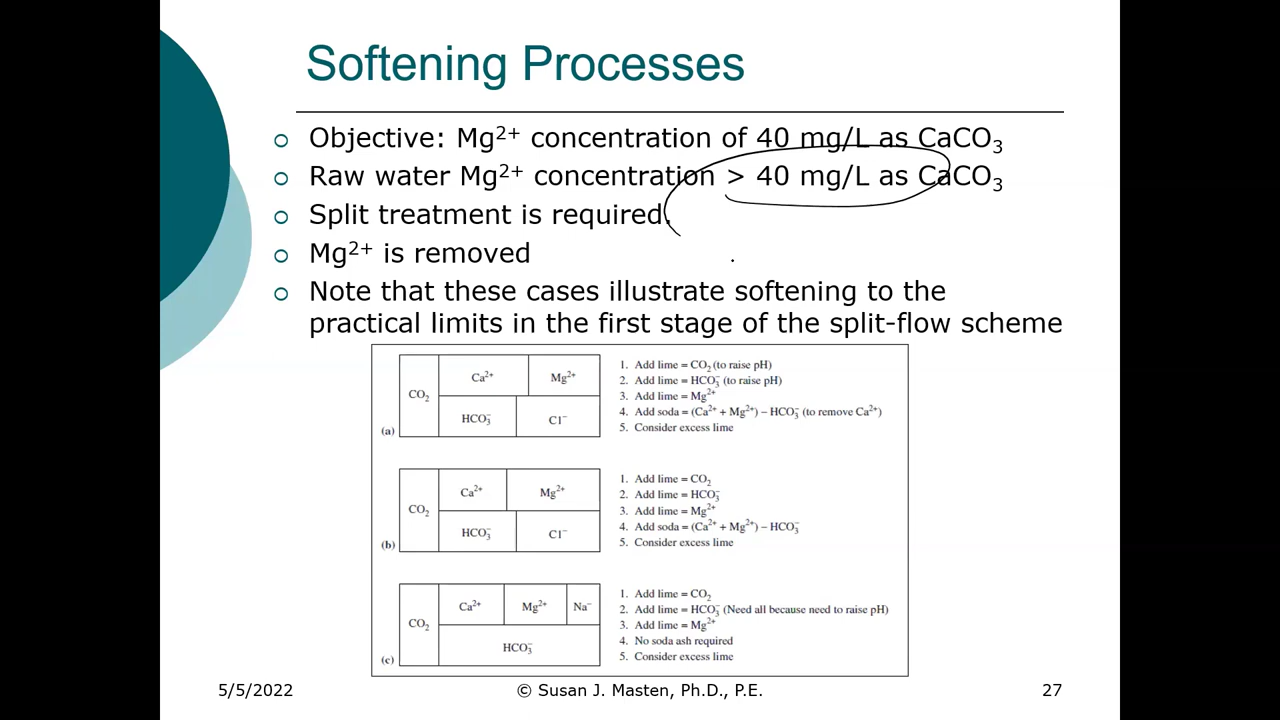 Softening Processes
Objective: Mg²⁺ concentration of 40 mg/L as CaCO₃
Raw water Mg²⁺ concentration > 40 mg/L as CaCO₃
Split treatment is required.
Mg²⁺ is removed
Note that these cases illustrate softening to the
practical limits in the first stage of the split-flow scheme
CO₂ Ca²⁺ Mg²⁺
HCO₃⁻ Cl⁻
(a)
1. Add lime = CO₂ (to raise pH)
2. Add lime = HCO₃⁻ (to raise pH)
3. Add lime = Mg²⁺
4. Add soda = (Ca²⁺ + Mg²⁺) – HCO₃⁻ (to remove Ca²⁺)
5. Consider excess lime
CO₂ Ca²⁺ Mg²⁺
HCO₃⁻ Cl⁻
(b)
1. Add lime = CO₂
2. Add lime = HCO₃⁻
3. Add lime = Mg²⁺
4. Add soda = (Ca²⁺ + Mg²⁺) – HCO₃⁻
5. Consider excess lime
CO₂ Ca²⁺ Mg²⁺ Na⁻
HCO₃⁻
(c)
1. Add lime = CO₂
2. Add lime = HCO₃⁻ (Need all because need to raise pH)
3. Add lime = Mg²⁺
4. No soda ash required
5. Consider excess lime
5/5/2022 © Susan J. Masten, Ph.D., P.E. 27